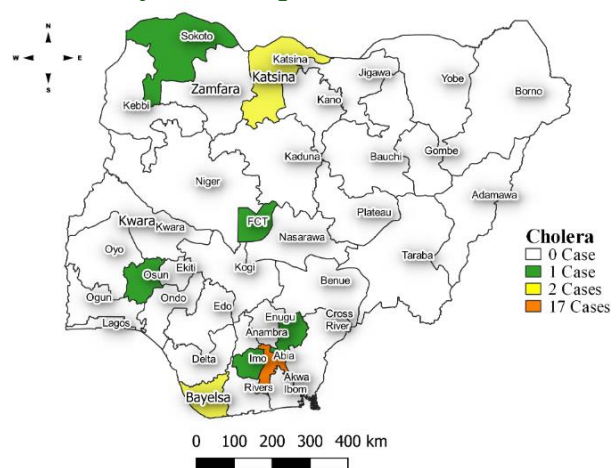 N
W E
S
Sokoto
Katsina
Katsina
Jigawa
Yobe
Borno
Zamfara
Kebbi
Kano
Gombe
Kaduna
Bauchi
Niger
Adamawa
Kwara
Kwara
FCT
Plateau
Nasarawa
Taraba
Oyo
Osun
Ekiti
Kogi
Benue
Ogun
Ondo
Edo
Enugu
Cross
River
Lagos
Anambra
Delta
Imo
Abia
Akwa
Ibom
Rivers
Bayelsa
Cholera
0 Case
1 Case
2 Cases
17 Cases
0 100 200 300 400 km